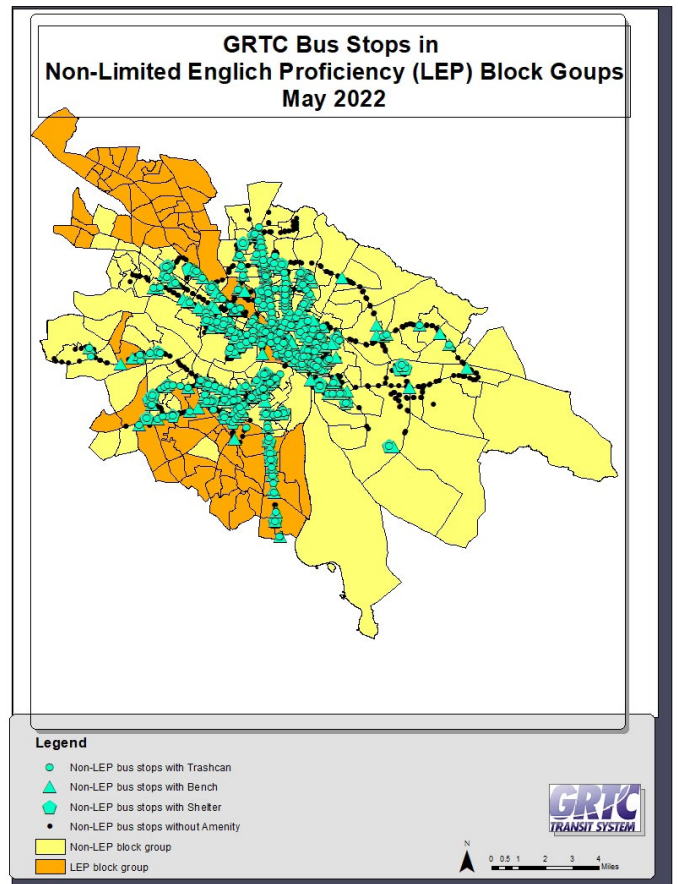 GRTC Bus Stops in
Non-Limited Englich Proficiency (LEP) Block Goups
May 2022
Legend
Non-LEP bus stops with Trashcan
Non-LEP bus stops with Bench
Non-LEP bus stops with Shelter
Non-LEP bus stops without Amenity
Non-LEP block group
LEP block group
GRTC
TRANSIT SYSTEM
N
0 0.5 1 2 3 4
Miles